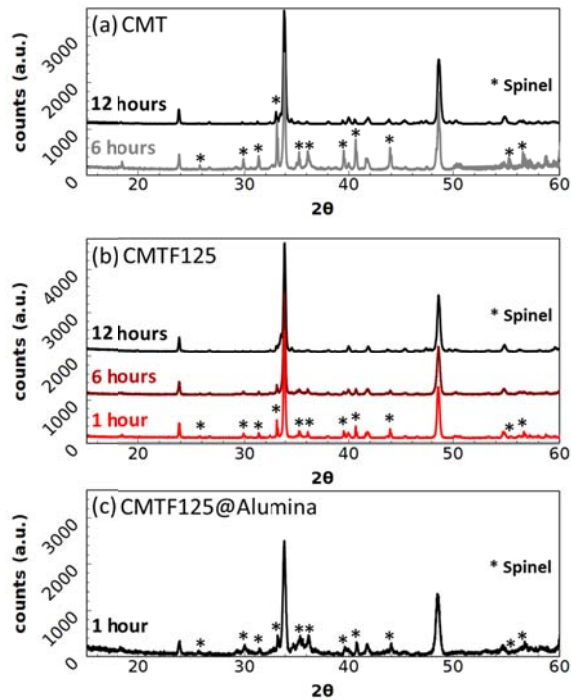 (a) CMT
counts (a.u.)
3000
2000
1000
0
12 hours
6 hours
* Spinel
*
* * * * * * * * * *
20 30 40 50 60
2θ
(b) CMTF125
counts (a.u.)
4000
3000
2000
1000
0
12 hours
6 hours
1 hour
* Spinel
* * * * * * * * * * *
20 30 40 50 60
2θ
(c) CMTF125@Alumina
counts (a.u.)
3000
2000
1000
0
1 hour
* Spinel
* * * * * * * * * * *
20 30 40 50 60
2θ